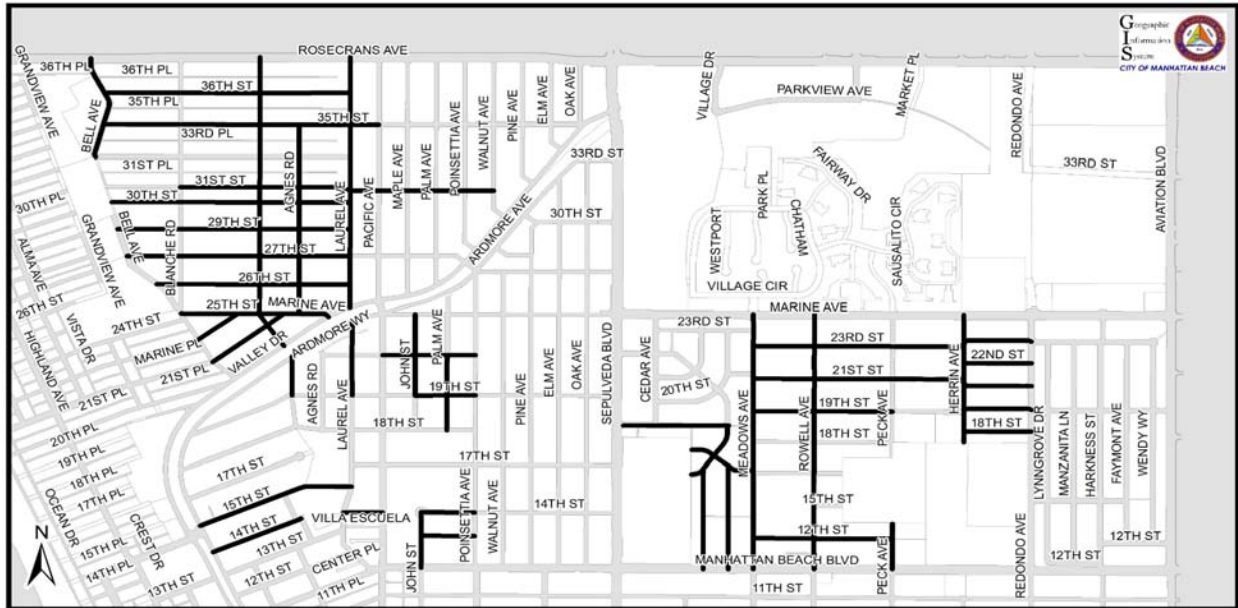 Geographic
Information
System
CITY OF MANHATTAN BEACH
ROSECRANS AVE
GRANDVIEW AVE
36TH PL
36TH PL
36TH ST
35TH PL
35TH ST
33RD PL
BELL AVE
31ST PL
31ST ST
30TH ST
30TH PL
29TH ST
27TH ST
26TH ST
25TH ST
AGNES RD
LAUREL AVE
PACIFIC AVE
MAPLE AVE
PALM AVE
POINSETTIA AVE
WALNUT AVE
PINE AVE
ELM AVE
OAK AVE
33RD ST
30TH ST
ARDMORE AVE
VILLAGE DR
PARKVIEW AVE
MARKET PL
REDONDO AVE
33RD ST
AVIATION BLVD
FAIRWAY DR
PARK PL
CHATHAM
WESTPORT
SAUSALITO CIR
VILLAGE CIR
MARINE AVE
ALMA AVE
GRANDVIEW AVE
BELL AVE
BLANCHE RD
26TH ST
VISTA DR
24TH ST
HIGHLAND AVE
MARINE PL
MARINE AVE
VALLEY DR
ARDMORE WY
21ST PL
21ST PL
20TH PL
19TH PL
18TH PL
17TH PL
OCEAN DR
15TH PL
14TH PL
13TH ST
CREST DR
AGNES RD
LAUREL AVE
JOHN ST
PALM AVE
19TH ST
18TH ST
17TH ST
PINE AVE
ELM AVE
OAK AVE
SEPULVEDA BLVD
CEDAR AVE
23RD ST
20TH ST
MEADOWS AVE
ROWELL AVE
23RD ST
21ST ST
19TH ST
18TH ST
PECK AVE
HERRIN AVE
22ND ST
18TH ST
LYNNGROVE DR
MANZANITA LN
HARKNESS ST
FAYMONT AVE
WENDY WY
17TH ST
15TH ST
14TH ST
13TH ST
12TH ST
CENTER PL
11TH PL
VILLA ESCUELA
JOHN ST
POINSETTIA AVE
WALNUT AVE
14TH ST
15TH ST
12TH ST
MANHATTAN BEACH BLVD
PECK AVE
11TH ST
REDONDO AVE
12TH ST
12TH ST
N